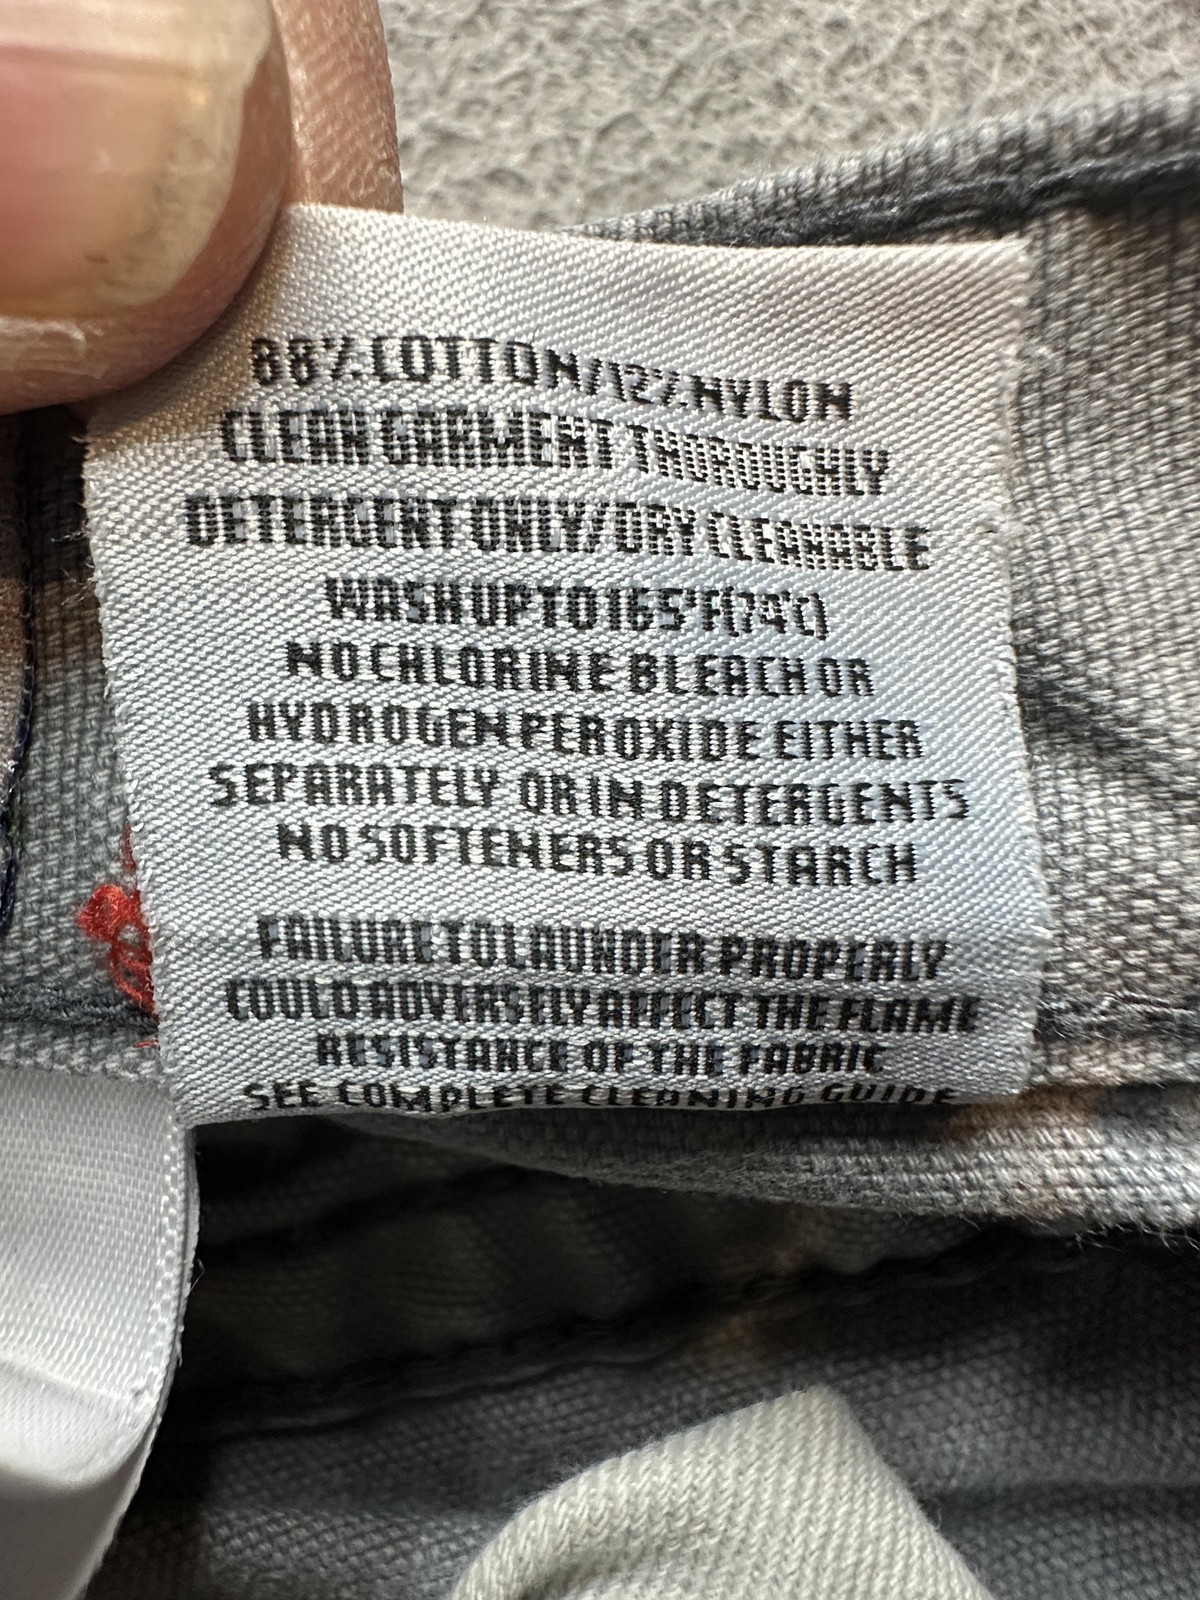 88% COTTON/12% NYLON
CLEAN GARMENT THOROUGHLY
DETERGENT ONLY/DRY CLEANABLE
WASH UP TO 165°F(74°C)
NO CHLORINE BLEACH OR
HYDROGEN PEROXIDE EITHER
SEPARATELY OR IN DETERGENTS
NO SOFTENERS OR STARCH
FAILURE TO LAUNDER PROPERLY
COULD ADVERSELY AFFECT THE FLAME
RESISTANCE OF THE FABRIC
SEE COMPLETE CLEANING GUIDE